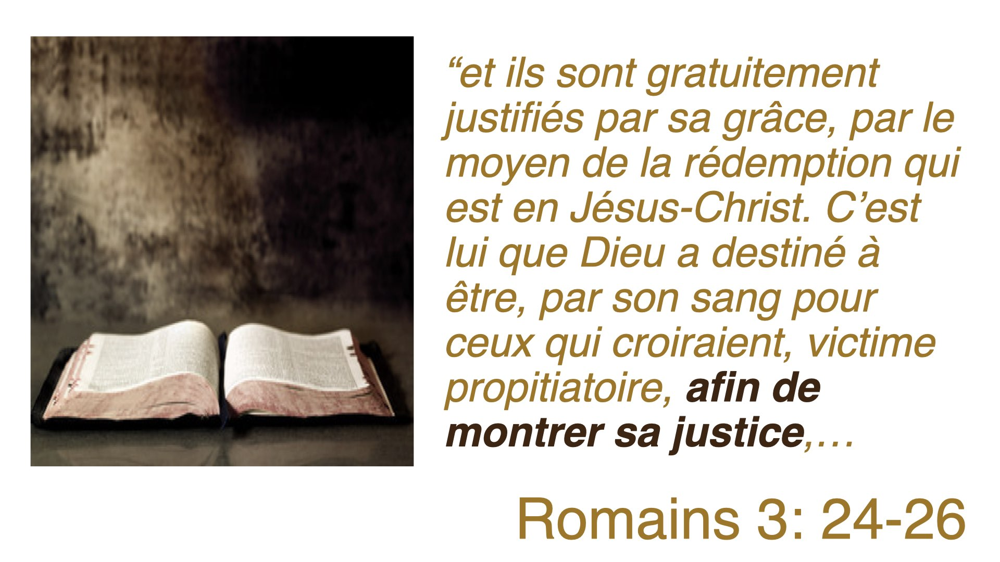 “et ils sont gratuitement
justifiés par sa grâce, par le
moyen de la rédemption qui
est en Jésus-Christ. C’est
lui que Dieu a destiné à
être, par son sang pour
ceux qui croiraient, victime
propitiatoire, afin de
montrer sa justice,…
Romains 3: 24-26